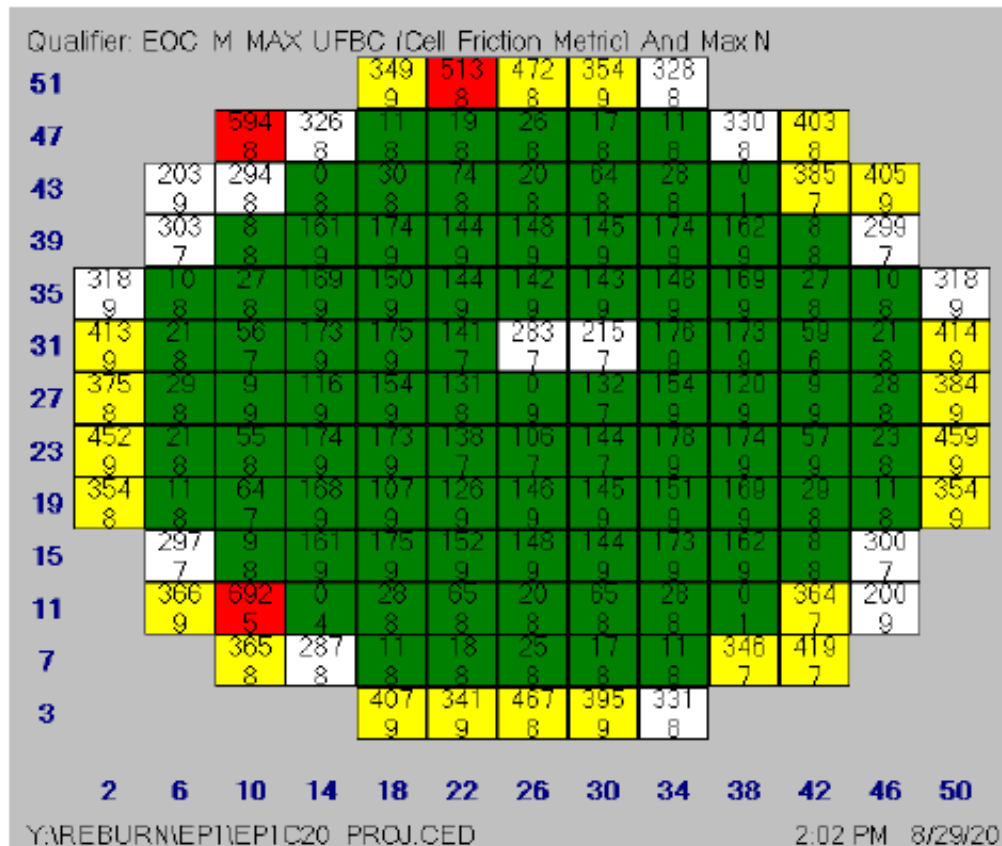 Qualifier: EOC M MAX UFBC (Cell Friction Metric) And Max N
51 349 513 472 354 328
9 8 8 9 8
47 594 326 11 19 26 17 11 330 403
8 8 8 8 8 8 8 8 8
43 203 294 0 30 74 20 64 28 0 385 405
9 8 8 8 8 8 8 8 1 7 9
39 303 8 161 174 144 148 145 174 162 8 299
7 8 9 9 9 9 9 9 9 8 7
35 318 10 27 169 150 144 142 143 148 169 27 10 318
9 8 8 9 9 9 9 9 9 9 8 8 9
31 413 21 56 173 175 141 283 215 176 173 59 21 414
9 8 7 9 9 7 7 7 9 9 6 8 9
27 375 29 9 116 154 131 0 132 154 120 9 28 384
8 8 9 9 9 8 9 7 9 9 9 8 9
23 452 21 55 174 173 138 106 144 178 174 57 23 459
9 8 8 9 9 7 7 7 9 9 8 8 9
19 354 11 64 168 107 126 146 145 151 169 29 11 354
8 8 7 9 9 9 9 9 9 9 8 8 9
15 297 9 161 175 152 148 144 173 162 8 300
7 8 9 9 9 9 9 9 9 8 7
11 366 692 0 28 65 20 65 28 0 364 200
9 5 4 8 8 8 8 8 1 7 9
7 365 287 11 18 25 17 11 346 419
8 8 8 8 8 8 8 7 7
3 407 341 467 395 331
9 9 8 9 8
2 6 10 14 18 22 26 30 34 38 42 46 50
Y:\REBURN\EP1\EP1C20_PROJ.CED 2:02 PM 8/29/20